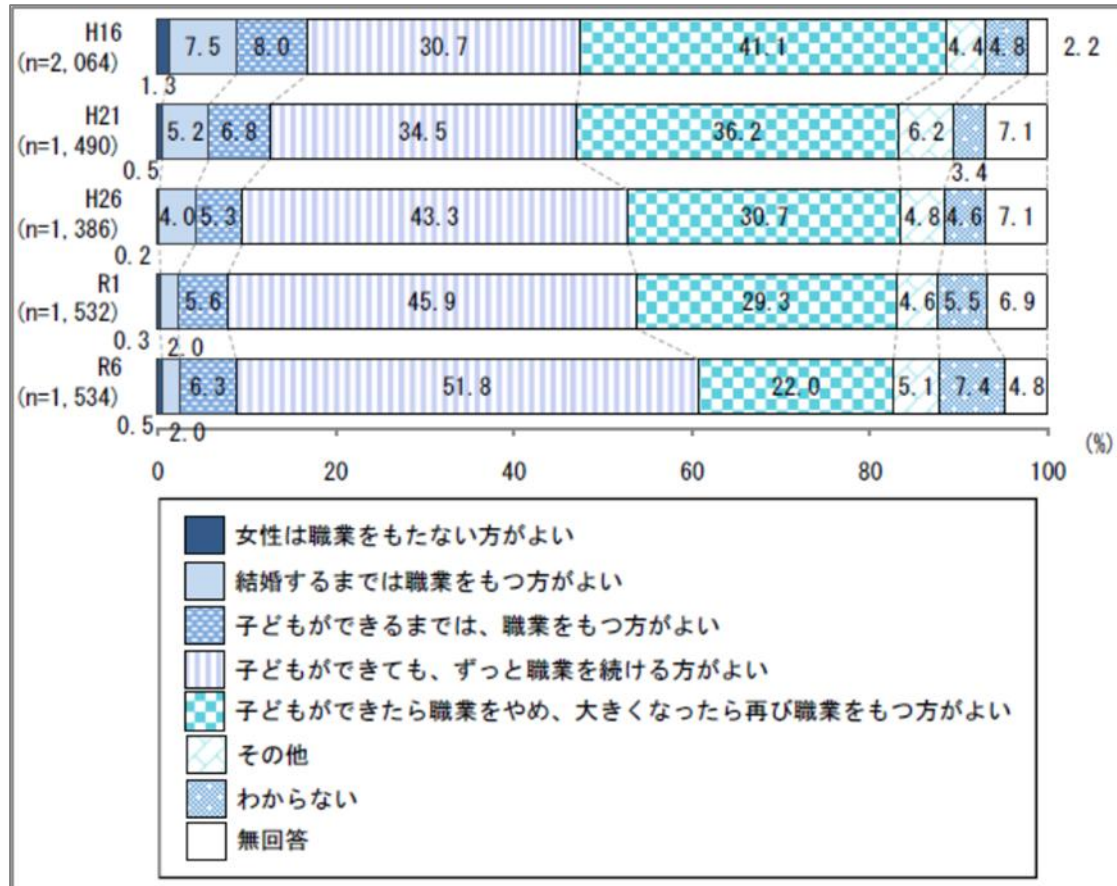 H16 7.5 8.0 30.7 41.1 4.4 4.8 2.2
(n=2,064)
1.3
H21 5.2 6.8 34.5 36.2 6.2 7.1
(n=1,490)
0.5 3.4
H26 4.0 5.3 43.3 30.7 4.8 4.6 7.1
(n=1,386)
0.2
R1 5.6 45.9 29.3 4.6 5.5 6.9
(n=1,532)
0.3 2.0
R6 6.3 51.8 22.0 5.1 7.4 4.8
(n=1,534)
0.5 2.0
(%)
0 20 40 60 80 100
女性は職業をもたない方がよい
結婚するまでは職業をもつ方がよい
子どもができるまでは、職業をもつ方がよい
子どもができても、ずっと職業を続ける方がよい
子どもができたら職業をやめ、大きくなったら再び職業をもつ方がよい
その他
わからない
無回答